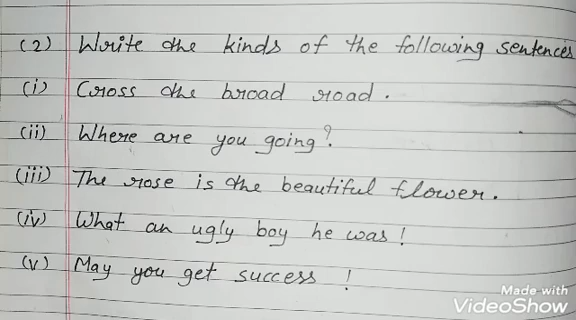 (2) Write the kinds of the following sentences
(i) Cross the broad road.
(ii) Where are you going?
(iii) The rose is the beautiful flower.
(iv) What an ugly boy he was!
(v) May you get success !
Made with
VideoShow